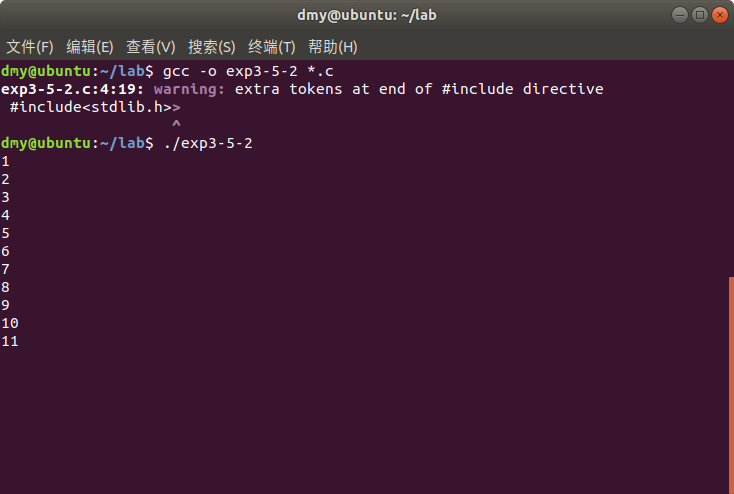 dmy@ubuntu: ~/lab
文件(F) 编辑(E) 查看(V) 搜索(S) 终端(T) 帮助(H)
dmy@ubuntu:~/lab$ gcc -o exp3-5-2 *.c
exp3-5-2.c:4:19: warning: extra tokens at end of #include directive
 #include<stdlib.h>>
                   ^
dmy@ubuntu:~/lab$ ./exp3-5-2
1
2
3
4
5
6
7
8
9
10
11